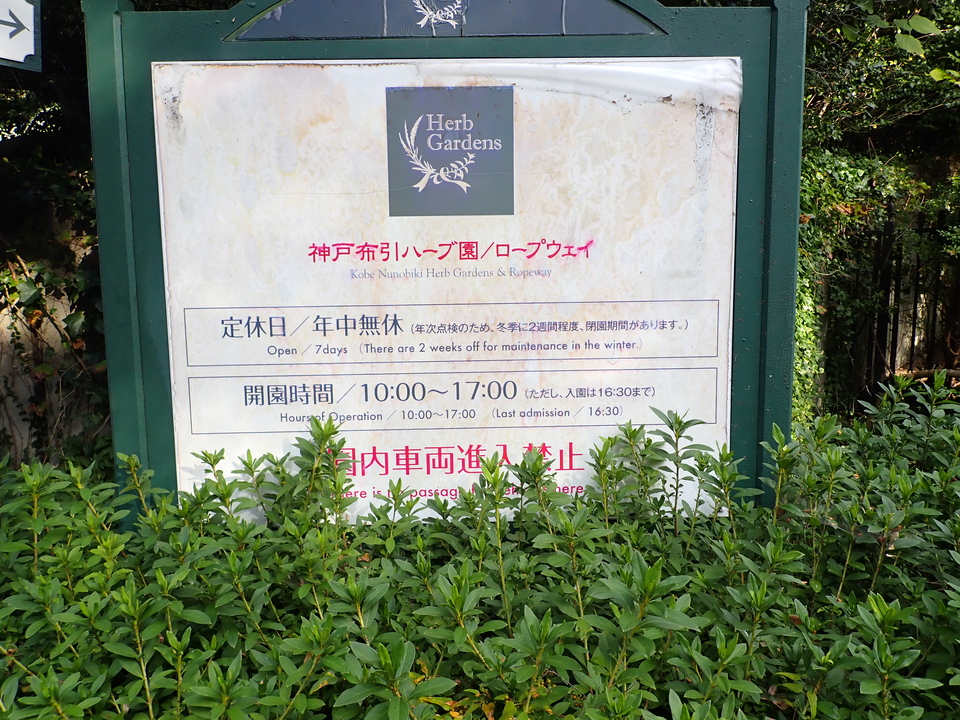 Herb
Gardens
神戸布引ハーブ園／ロープウェイ
Kobe Nunobiki Herb Gardens & Ropeway
定休日／年中無休（年次点検のため、冬季に2週間程度、閉園期間があります。）
Open ／ 7days （There are 2 weeks off for maintenance in the winter.）
開園時間／10:00〜17:00（ただし、入園は16:30まで）
Hours of Operation ／ 10:00〜17:00 （Last admission ／ 16:30）
園内車両進入禁止
here is